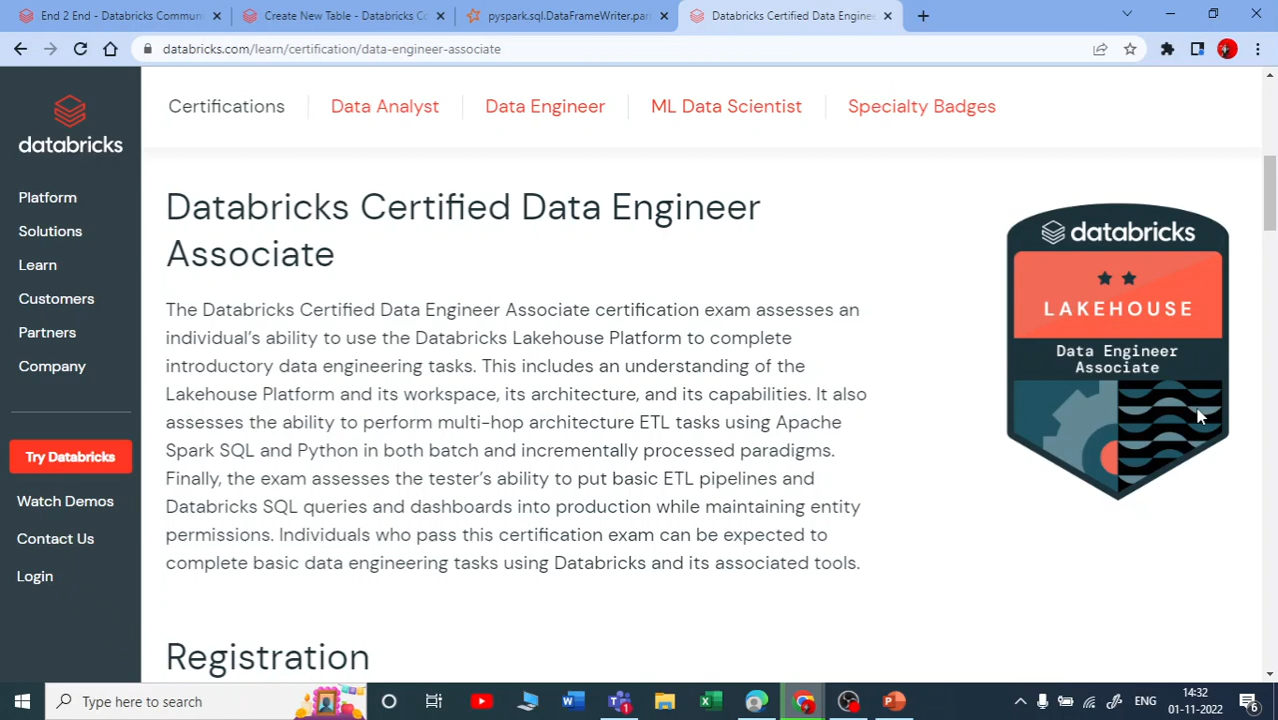 End 2 End - Databricks Commun
Create New Table - Databricks Co
pyspark.sql.DataFrameWriter.par
Databricks Certified Data Engine
databricks.com/learn/certification/data-engineer-associate
databricks
Platform
Solutions
Learn
Customers
Partners
Company
Try Databricks
Watch Demos
Contact Us
Login
Certifications
Data Analyst
Data Engineer
ML Data Scientist
Specialty Badges
Databricks Certified Data Engineer
Associate
The Databricks Certified Data Engineer Associate certification exam assesses an
individual’s ability to use the Databricks Lakehouse Platform to complete
introductory data engineering tasks. This includes an understanding of the
Lakehouse Platform and its workspace, its architecture, and its capabilities. It also
assesses the ability to perform multi-hop architecture ETL tasks using Apache
Spark SQL and Python in both batch and incrementally processed paradigms.
Finally, the exam assesses the tester’s ability to put basic ETL pipelines and
Databricks SQL queries and dashboards into production while maintaining entity
permissions. Individuals who pass this certification exam can be expected to
complete basic data engineering tasks using Databricks and its associated tools.
databricks
LAKEHOUSE
Data Engineer
Associate
Registration
Type here to search
1
ENG
14:32
01-11-2022
6